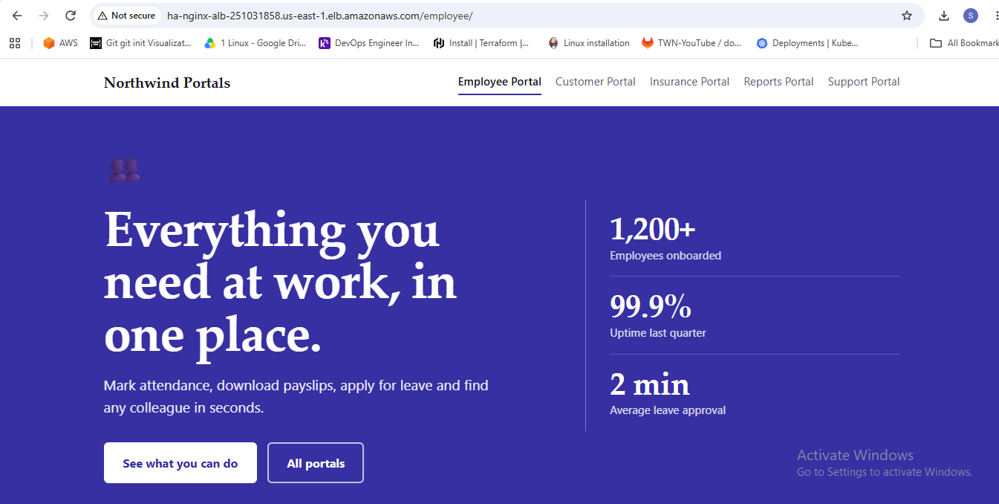 Not secure
ha-nginx-alb-251031858.us-east-1.elb.amazonaws.com/employee/
S
AWS
Git git init Visualizat...
1 Linux - Google Dri...
DevOps Engineer In...
Install | Terraform |...
Linux installation
TWN-YouTube / do...
Deployments | Kube...
All Bookmark
Northwind Portals
Employee Portal
Customer Portal
Insurance Portal
Reports Portal
Support Portal
Everything you
need at work, in
one place.
Mark attendance, download payslips, apply for leave and find
any colleague in seconds.
See what you can do
All portals
1,200+
Employees onboarded
99.9%
Uptime last quarter
2 min
Average leave approval
Activate Windows
Go to Settings to activate Windows.